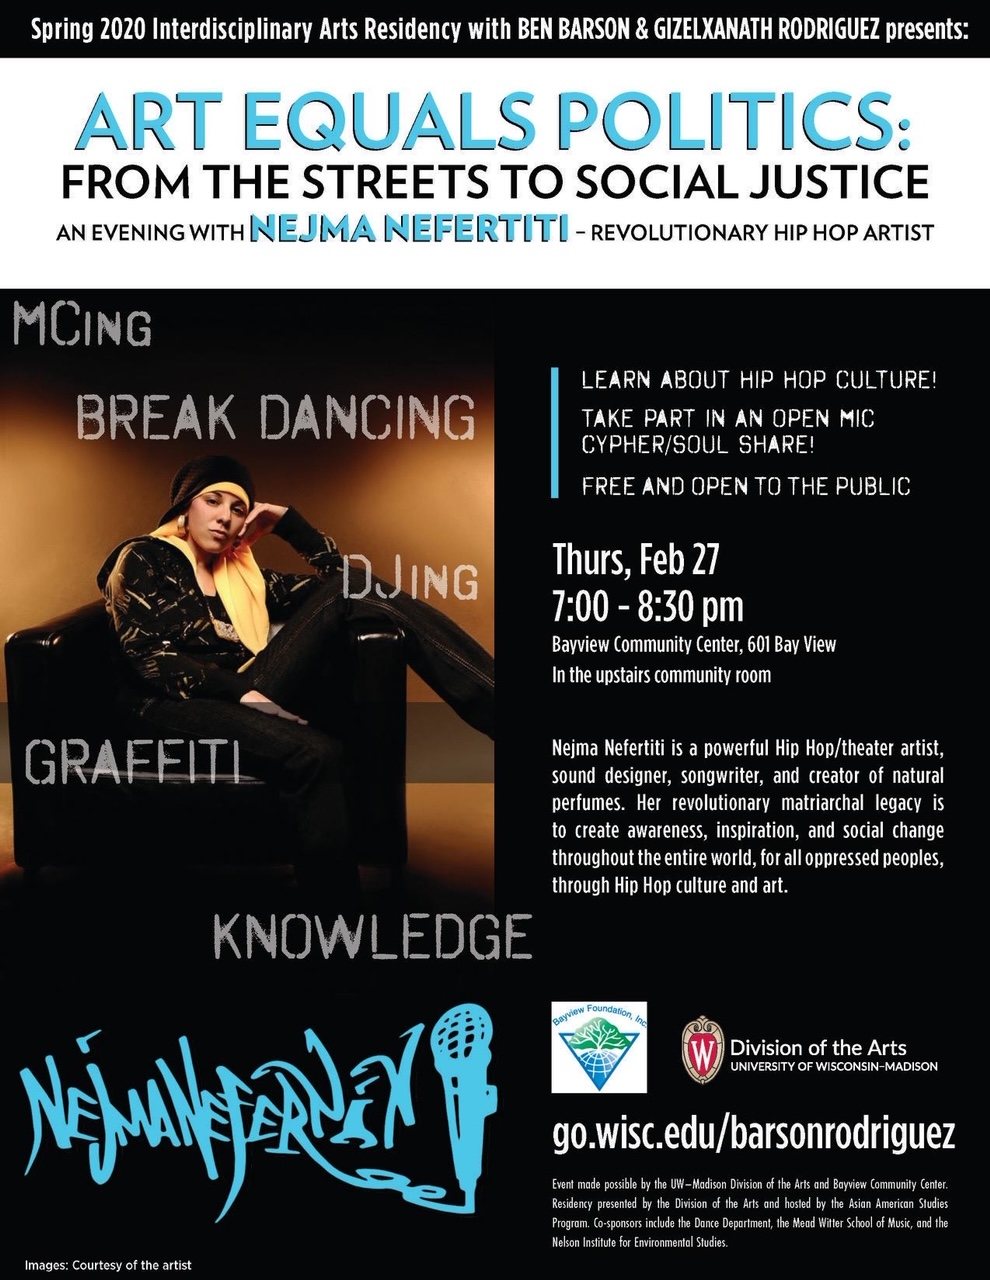 Spring 2020 Interdisciplinary Arts Residency with BEN BARSON & GIZELXANATH RODRIGUEZ presents:
ART EQUALS POLITICS:
FROM THE STREETS TO SOCIAL JUSTICE
AN EVENING WITH NEJMA NEFERTITI – REVOLUTIONARY HIP HOP ARTIST
MCING
BREAK DANCING
DJING
GRAFFITI
KNOWLEDGE
LEARN ABOUT HIP HOP CULTURE!
TAKE PART IN AN OPEN MIC
CYPHER/SOUL SHARE!
FREE AND OPEN TO THE PUBLIC
Thurs, Feb 27
7:00 - 8:30 pm
Bayview Community Center, 601 Bay View
In the upstairs community room
Nejma Nefertiti is a powerful Hip Hop/theater artist,
sound designer, songwriter, and creator of natural
perfumes. Her revolutionary matriarchal legacy is
to create awareness, inspiration, and social change
throughout the entire world, for all oppressed peoples,
through Hip Hop culture and art.
Bayview Foundation, Inc.
W
Division of the Arts
UNIVERSITY OF WISCONSIN–MADISON
go.wisc.edu/barsonrodriguez
Event made possible by the UW–Madison Division of the Arts and Bayview Community Center.
Residency presented by the Division of the Arts and hosted by the Asian American Studies
Program. Co-sponsors include the Dance Department, the Mead Witter School of Music, and the
Nelson Institute for Environmental Studies.
Images: Courtesy of the artist